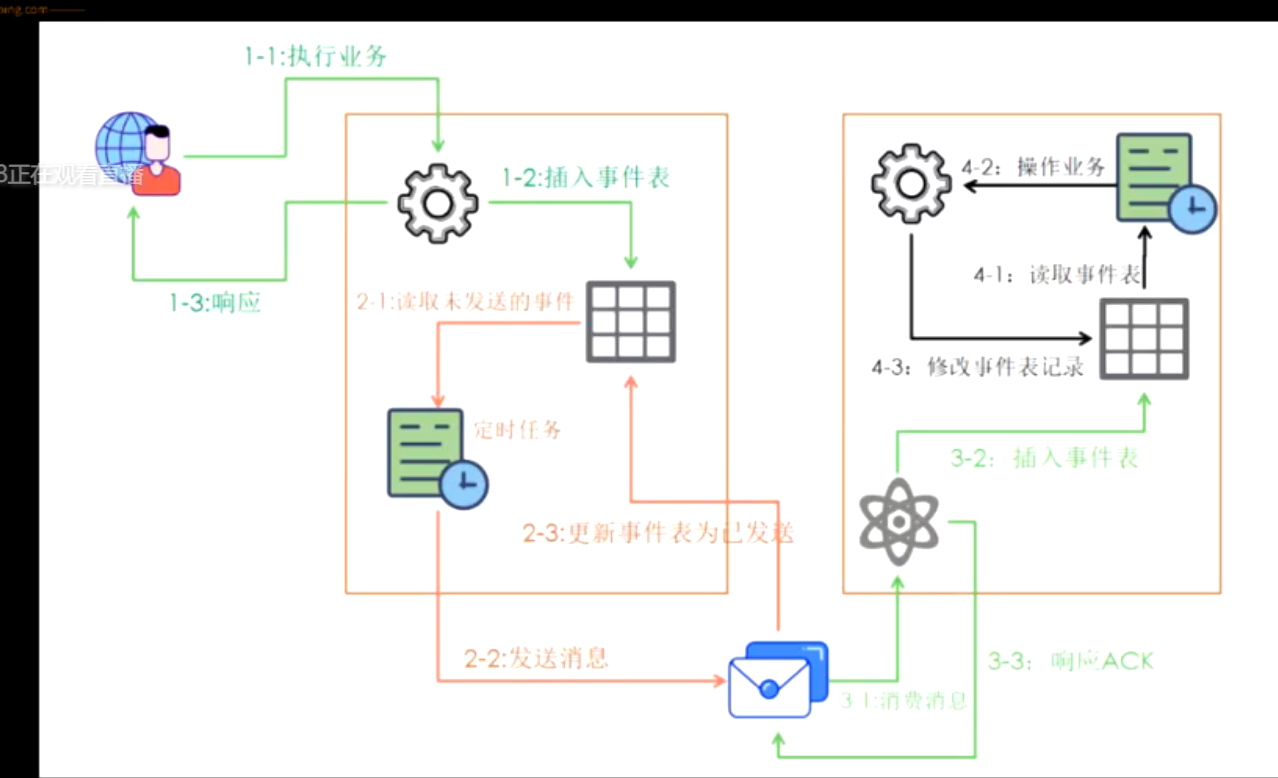 1-1:执行业务
3正在观看直播
1-2:插入事件表
4-2：操作业务
4-1：读取事件表
1-3:响应
2-1:读取未发送的事件
4-3：修改事件表记录
定时任务
3-2：插入事件表
2-3:更新事件表为已发送
2-2:发送消息
3-3：响应ACK
3-1:消费消息